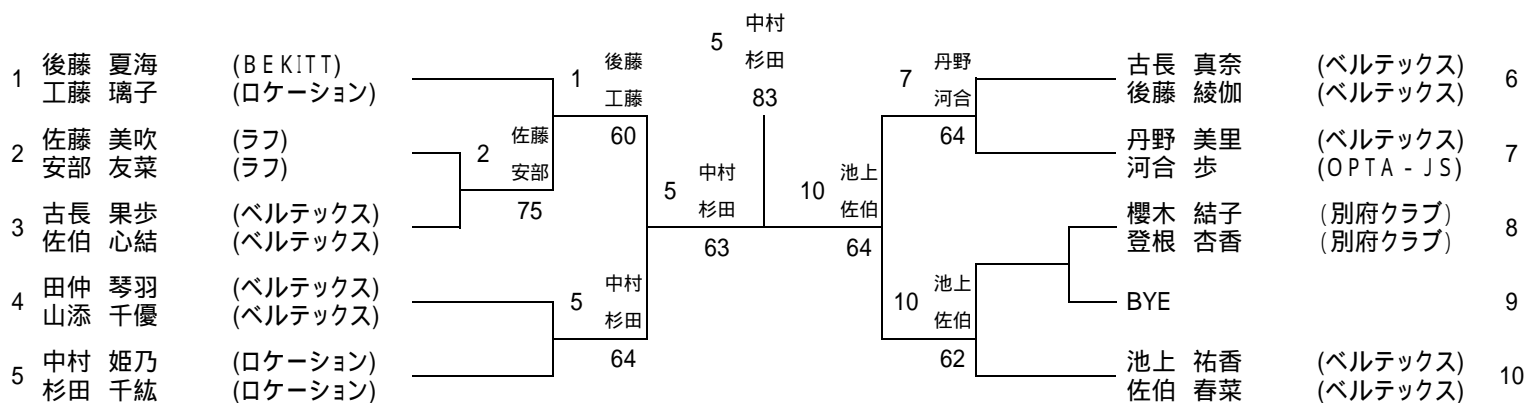 中村
5
杉田
83
1 後藤 夏海 (BEKITT)
工藤 璃子 (ロケーション)
2 佐藤 美吹 (ラフ)
安部 友菜 (ラフ)
3 古長 果歩 (ベルテックス)
佐伯 心結 (ベルテックス)
4 田仲 琴羽 (ベルテックス)
山添 千優 (ベルテックス)
5 中村 姫乃 (ロケーション)
杉田 千紘 (ロケーション)
2 佐藤
安部
75
1 後藤
工藤
60
5 中村
杉田
64
5 中村
杉田
63
10 池上
佐伯
64
7 丹野
河合
64
10 池上
佐伯
62
古長 真奈 (ベルテックス) 6
後藤 綾伽 (ベルテックス)
丹野 美里 (ベルテックス) 7
河合 歩 (OPTA-JS)
櫻木 結子 (別府クラブ) 8
登根 杏香 (別府クラブ)
BYE 9
池上 祐香 (ベルテックス) 10
佐伯 春菜 (ベルテックス)